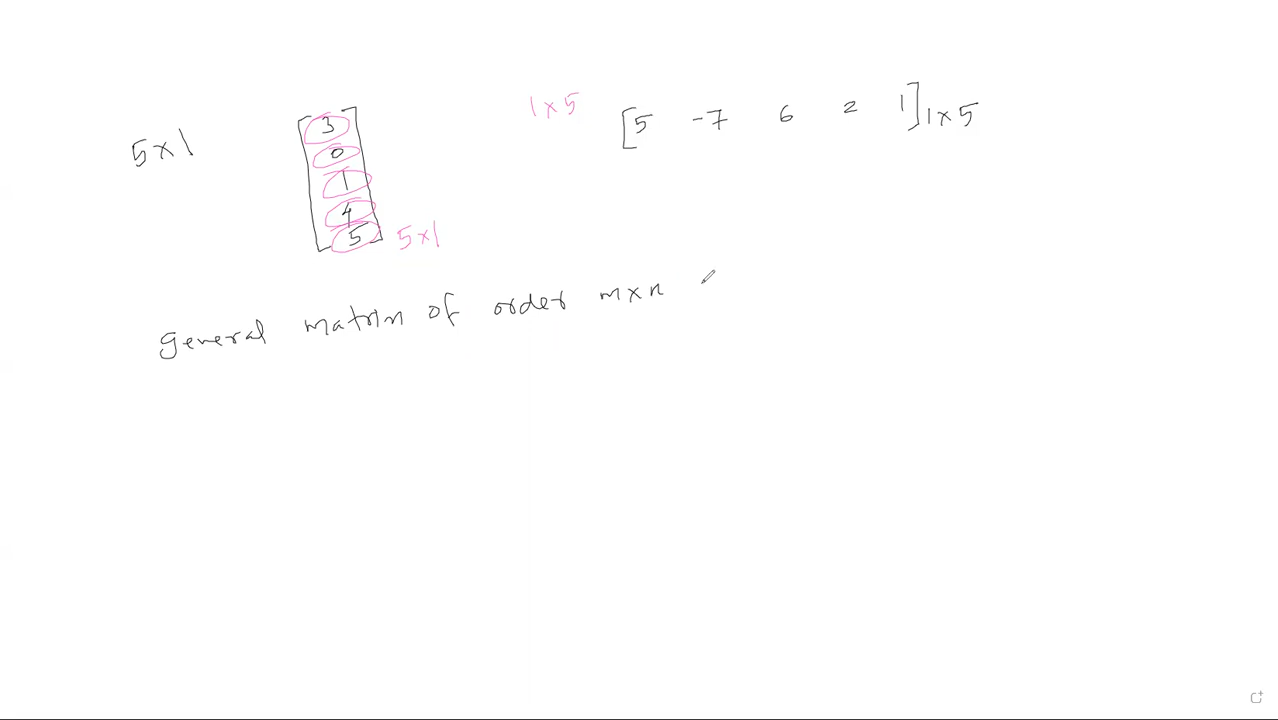 5x1
[3
0
1
4
5] 5x1
1x5 [5 -7 6 2 1] 1x5
general matrix of order mxn